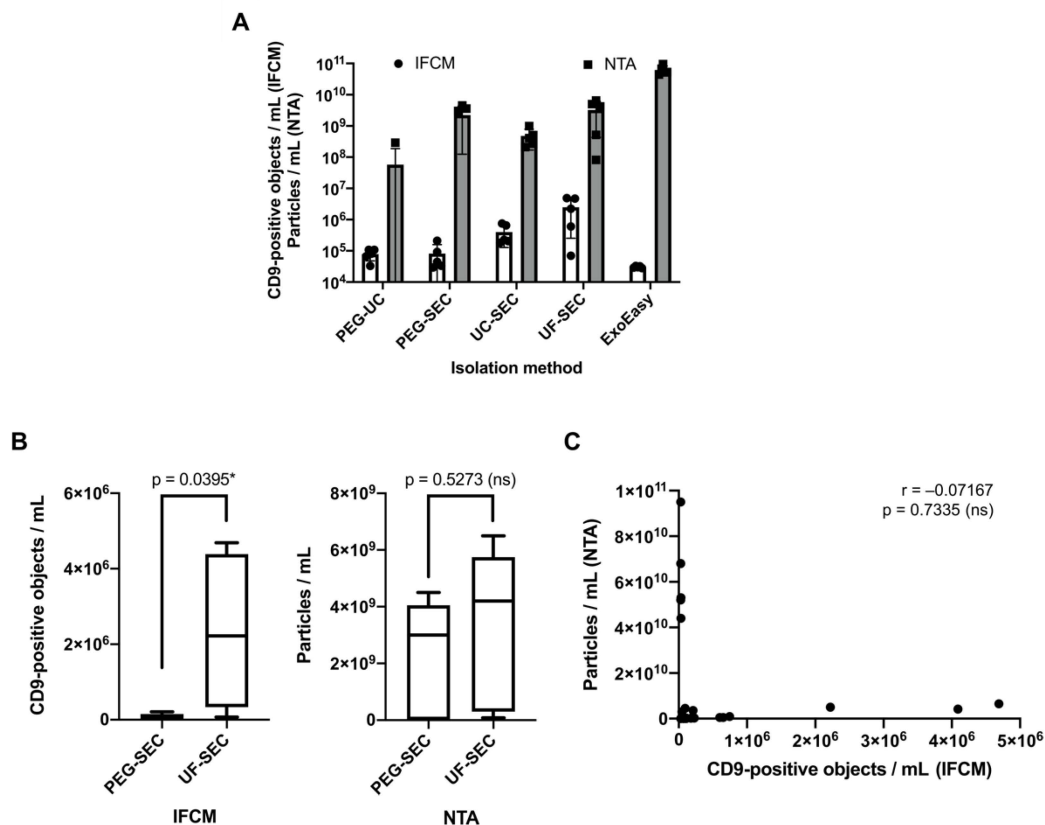 A
IFCM
NTA
CD9-positive objects / mL (IFCM)
Particles / mL (NTA)
10¹¹
10¹⁰
10⁹
10⁸
10⁷
10⁶
10⁵
10⁴
PEG-UC
PEG-SEC
UC-SEC
UF-SEC
ExoEasy
Isolation method
B
p = 0.0395*
CD9-positive objects / mL
6×10⁶
4×10⁶
2×10⁶
0
PEG-SEC
UF-SEC
IFCM
p = 0.5273 (ns)
Particles / mL
8×10⁹
6×10⁹
4×10⁹
2×10⁹
0
PEG-SEC
UF-SEC
NTA
C
r = –0.07167
p = 0.7335 (ns)
Particles / mL (NTA)
1×10¹¹
8×10¹⁰
6×10¹⁰
4×10¹⁰
2×10¹⁰
0
0
1×10⁶
2×10⁶
3×10⁶
4×10⁶
5×10⁶
CD9-positive objects / mL (IFCM)